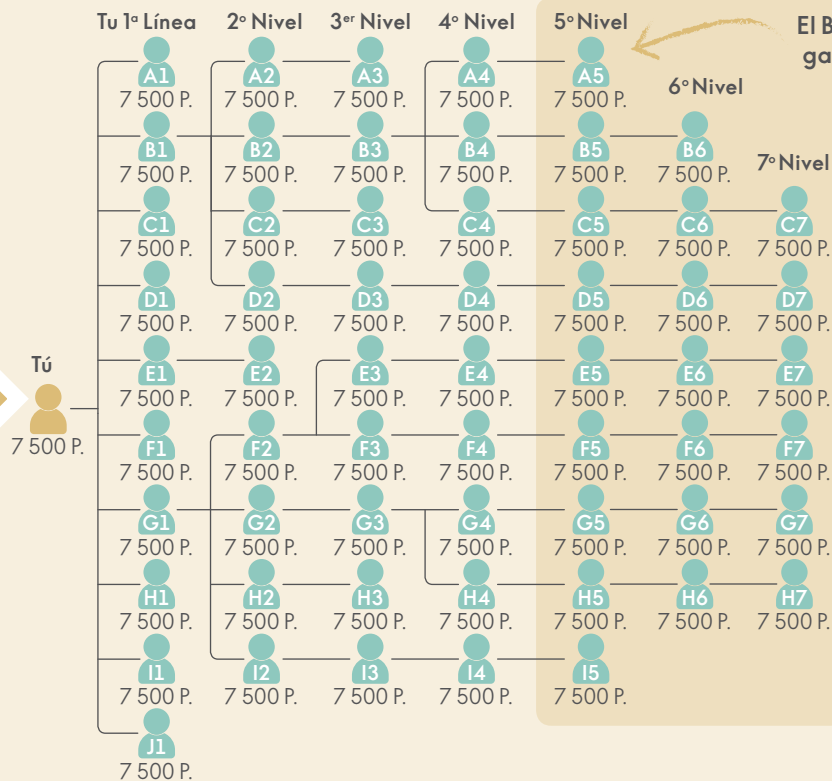 Tu 1ª Línea 2º Nivel 3er Nivel 4º Nivel 5º Nivel El B
ga
A1 A2 A3 A4 A5
7 500 P. 7 500 P. 7 500 P. 7 500 P. 7 500 P.
6º Nivel
B1 B2 B3 B4 B5 B6
7 500 P. 7 500 P. 7 500 P. 7 500 P. 7 500 P. 7 500 P.
7º Nivel
C1 C2 C3 C4 C5 C6 C7
7 500 P. 7 500 P. 7 500 P. 7 500 P. 7 500 P. 7 500 P. 7 500 P.
D1 D2 D3 D4 D5 D6 D7
7 500 P. 7 500 P. 7 500 P. 7 500 P. 7 500 P. 7 500 P. 7 500 P.
Tú
7 500 P.
E1 E2 E3 E4 E5 E6 E7
7 500 P. 7 500 P. 7 500 P. 7 500 P. 7 500 P. 7 500 P. 7 500 P.
F1 F2 F3 F4 F5 F6 F7
7 500 P. 7 500 P. 7 500 P. 7 500 P. 7 500 P. 7 500 P. 7 500 P.
G1 G2 G3 G4 G5 G6 G7
7 500 P. 7 500 P. 7 500 P. 7 500 P. 7 500 P. 7 500 P. 7 500 P.
H1 H2 H3 H4 H5 H6 H7
7 500 P. 7 500 P. 7 500 P. 7 500 P. 7 500 P. 7 500 P. 7 500 P.
I1 I2 I3 I4 I5
7 500 P. 7 500 P. 7 500 P. 7 500 P. 7 500 P.
J1
7 500 P.